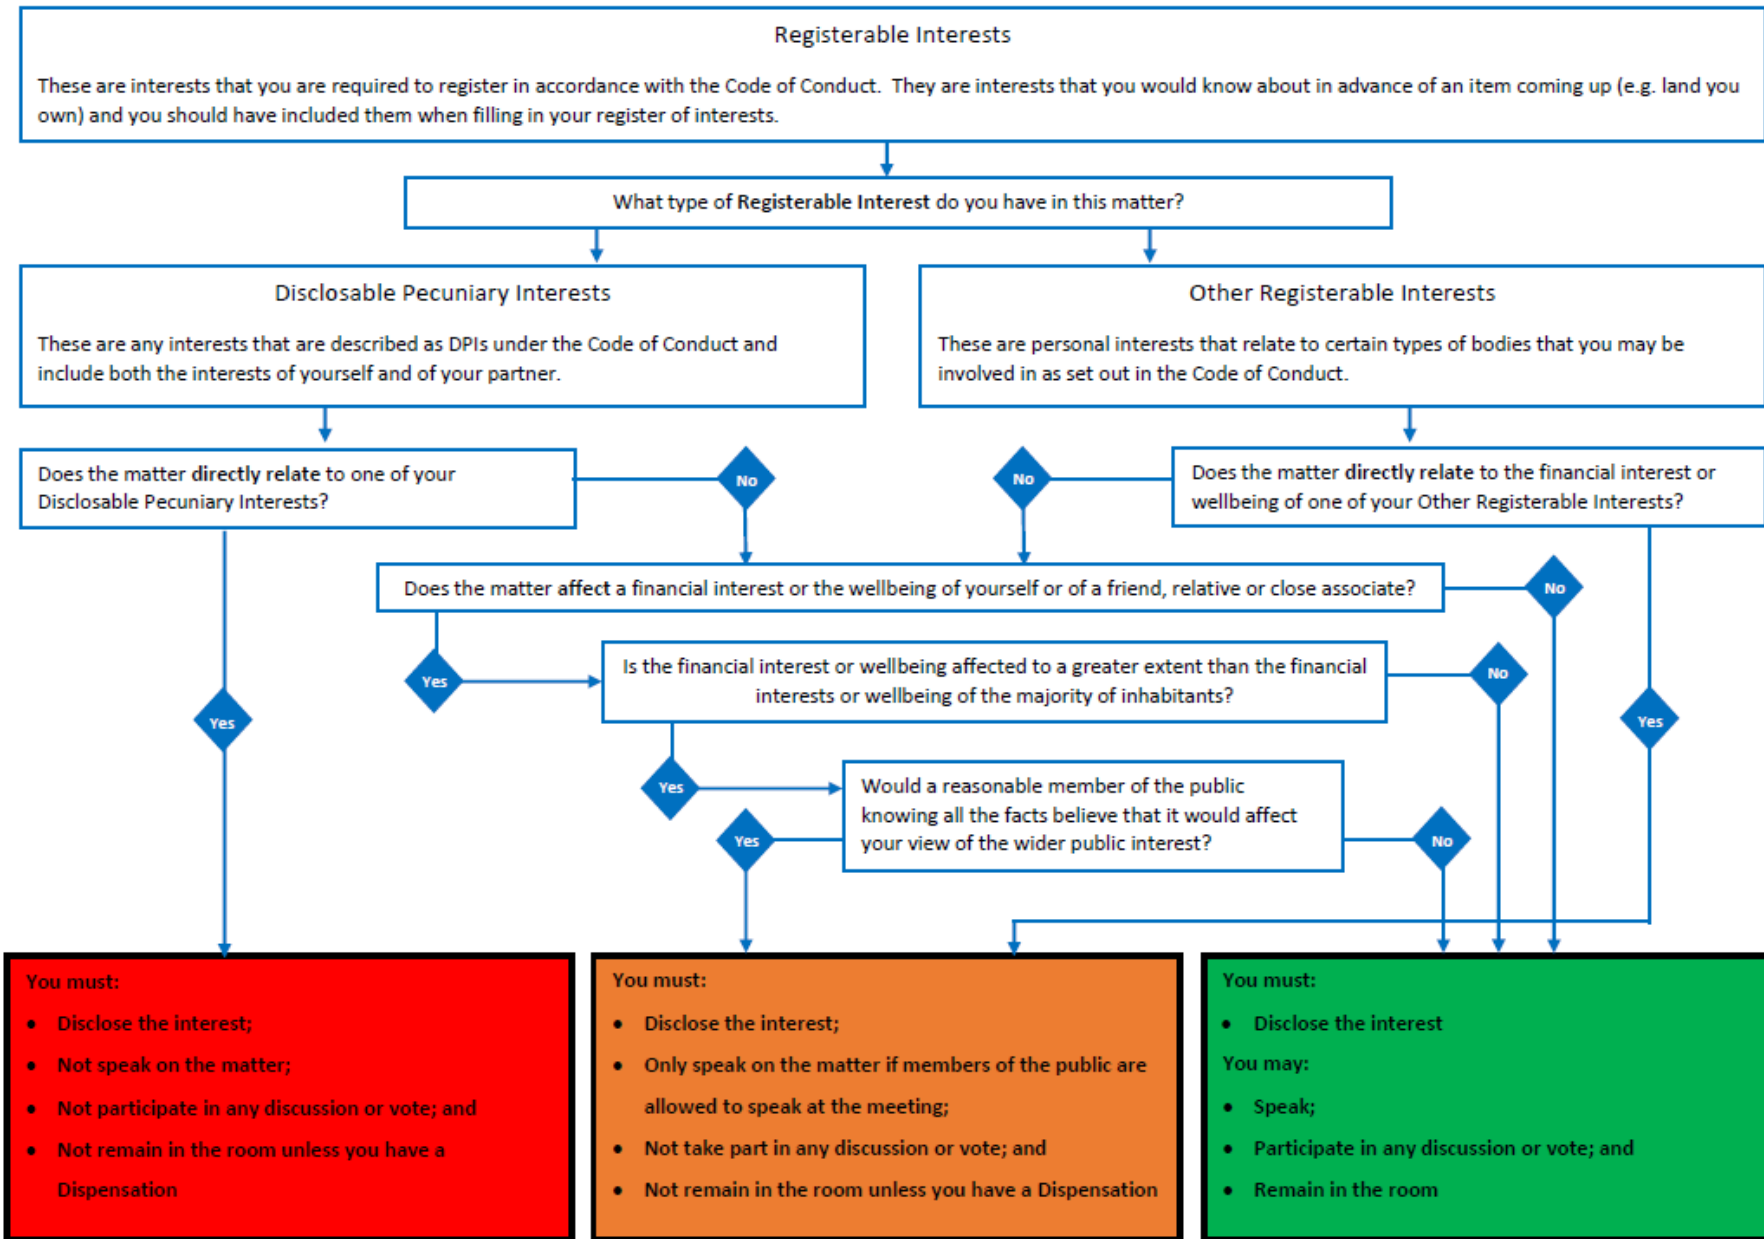 Registerable Interests
These are interests that you are required to register in accordance with the Code of Conduct.  They are interests that you would know about in advance of an item coming up (e.g. land you
own) and you should have included them when filling in your register of interests.
What type of Registerable Interest do you have in this matter?
Disclosable Pecuniary Interests
These are any interests that are described as DPIs under the Code of Conduct and
include both the interests of yourself and of your partner.
Other Registerable Interests
These are personal interests that relate to certain types of bodies that you may be
involved in as set out in the Code of Conduct.
Does the matter directly relate to one of your
Disclosable Pecuniary Interests?
No
No
Does the matter directly relate to the financial interest or
wellbeing of one of your Other Registerable Interests?
Does the matter affect a financial interest or the wellbeing of yourself or of a friend, relative or close associate?
No
Yes
Is the financial interest or wellbeing affected to a greater extent than the financial
interests or wellbeing of the majority of inhabitants?
No
Yes
Yes
Yes
Would a reasonable member of the public
knowing all the facts believe that it would affect
your view of the wider public interest?
Yes
No
You must:
• Disclose the interest;
• Not speak on the matter;
• Not participate in any discussion or vote; and
• Not remain in the room unless you have a
Dispensation
You must:
• Disclose the interest;
• Only speak on the matter if members of the public are
allowed to speak at the meeting;
• Not take part in any discussion or vote; and
• Not remain in the room unless you have a Dispensation
You must:
• Disclose the interest
You may:
• Speak;
• Participate in any discussion or vote; and
• Remain in the room